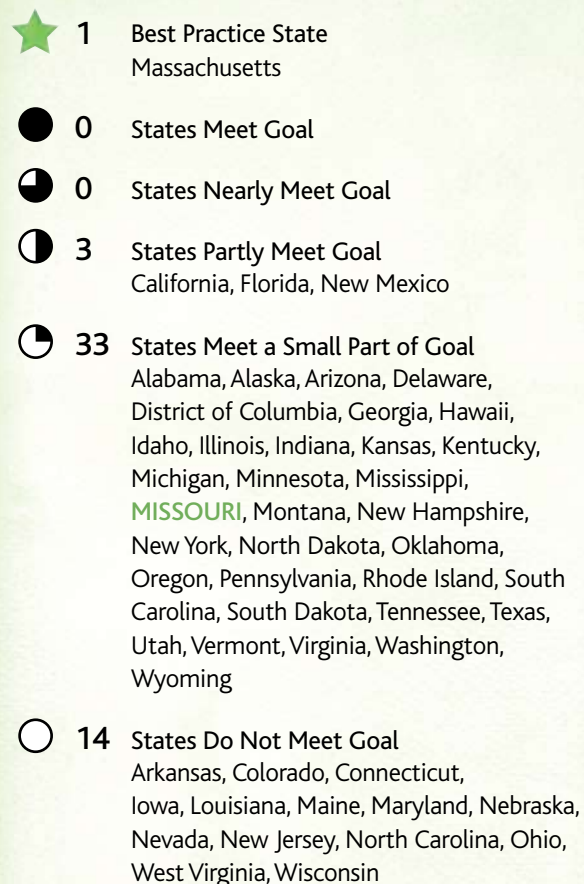 1 Best Practice State
Massachusetts
0 States Meet Goal
0 States Nearly Meet Goal
3 States Partly Meet Goal
California, Florida, New Mexico
33 States Meet a Small Part of Goal
Alabama, Alaska, Arizona, Delaware,
District of Columbia, Georgia, Hawaii,
Idaho, Illinois, Indiana, Kansas, Kentucky,
Michigan, Minnesota, Mississippi,
MISSOURI, Montana, New Hampshire,
New York, North Dakota, Oklahoma,
Oregon, Pennsylvania, Rhode Island, South
Carolina, South Dakota, Tennessee, Texas,
Utah, Vermont, Virginia, Washington,
Wyoming
14 States Do Not Meet Goal
Arkansas, Colorado, Connecticut,
Iowa, Louisiana, Maine, Maryland, Nebraska,
Nevada, New Jersey, North Carolina, Ohio,
West Virginia, Wisconsin